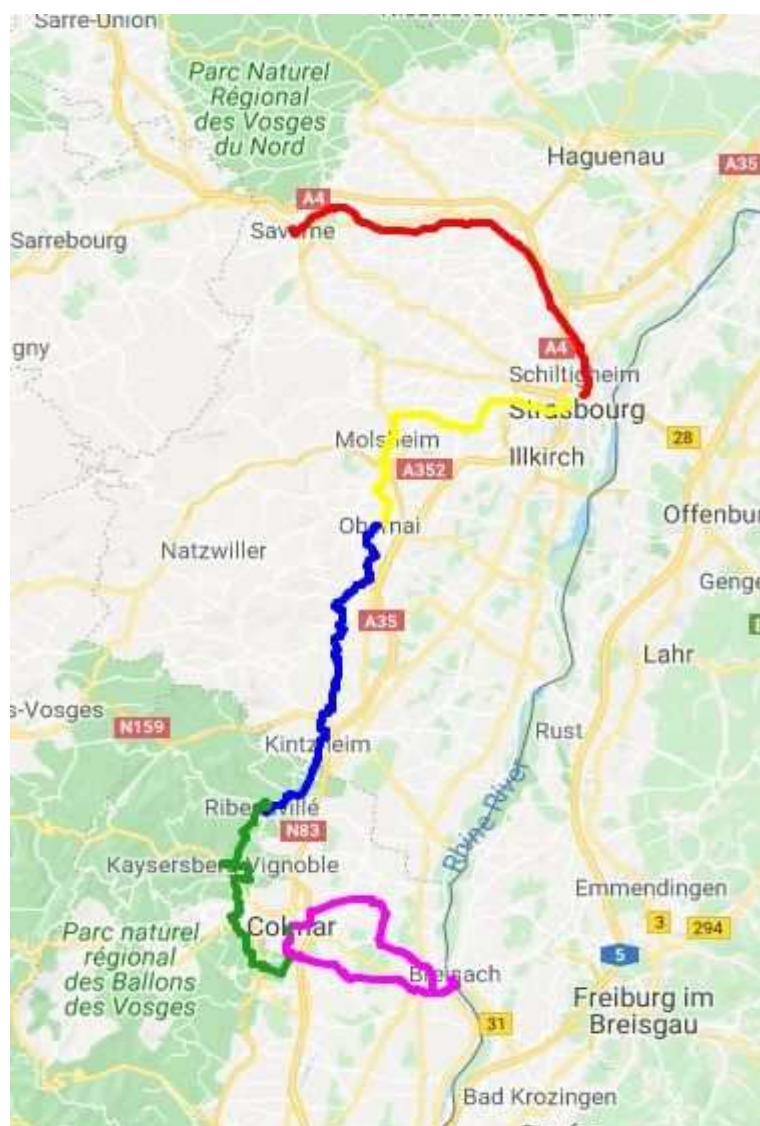 Sarre-Union
Parc Naturel
Régional
des Vosges
du Nord
Haguenau
A35
A4
Saverne
Sarrebourg
gny
A4
Schiltigheim
Strasbourg
Molsheim
28
A352
Illkirch
Obernai
Offenbu
Natzwiller
Genge
A35
Lahr
s-Vosges
N159
Rust
Kintzheim
Rhine River
Ribeauvillé
N83
Kaysersberg Vignoble
Emmendingen
3
294
Colmar
Parc naturel
régional
des Ballons
des Vosges
5
Breisach
Freiburg im
Breisgau
31
Bad Krozingen